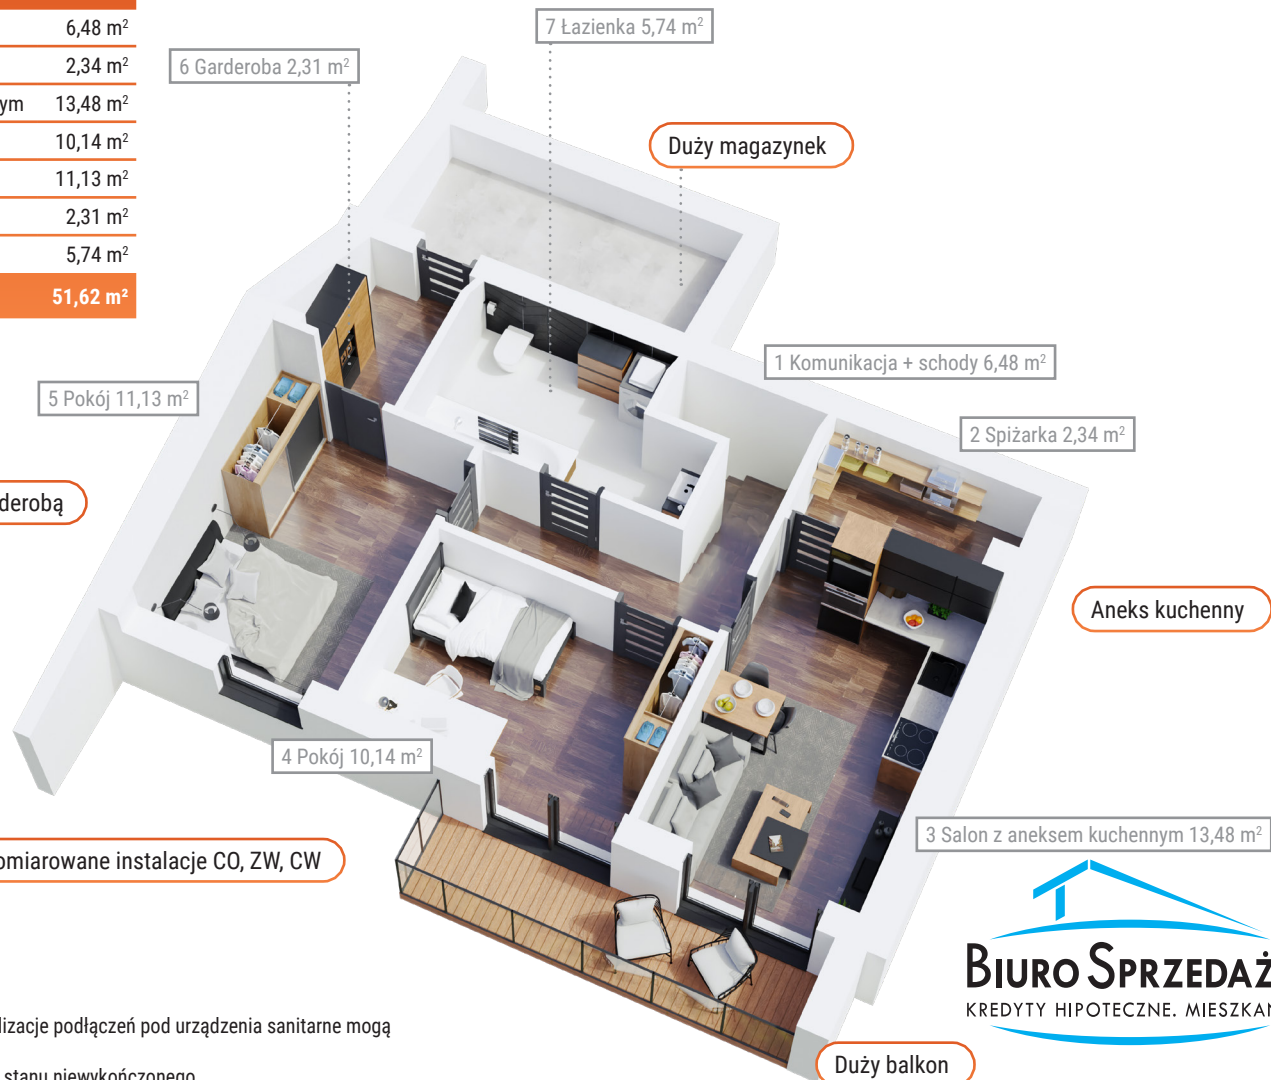 6,48 m²
2,34 m²
ym 13,48 m²
10,14 m²
11,13 m²
2,31 m²
5,74 m²
51,62 m²
7 Łazienka 5,74 m²
6 Garderoba 2,31 m²
Duży magazynek
1 Komunikacja + schody 6,48 m²
5 Pokój 11,13 m²
2 Spiżarka 2,34 m²
derobą
Aneks kuchenny
4 Pokój 10,14 m²
3 Salon z aneksem kuchennym 13,48 m²
omiarowane instalacje CO, ZW, CW
BIURO SPRZEDAŻ
KREDYTY HIPOTECZNE. MIESZKAN
lizacje podłączeń pod urządzenia sanitarne mogą
Duży balkon
stanu niewykończonego